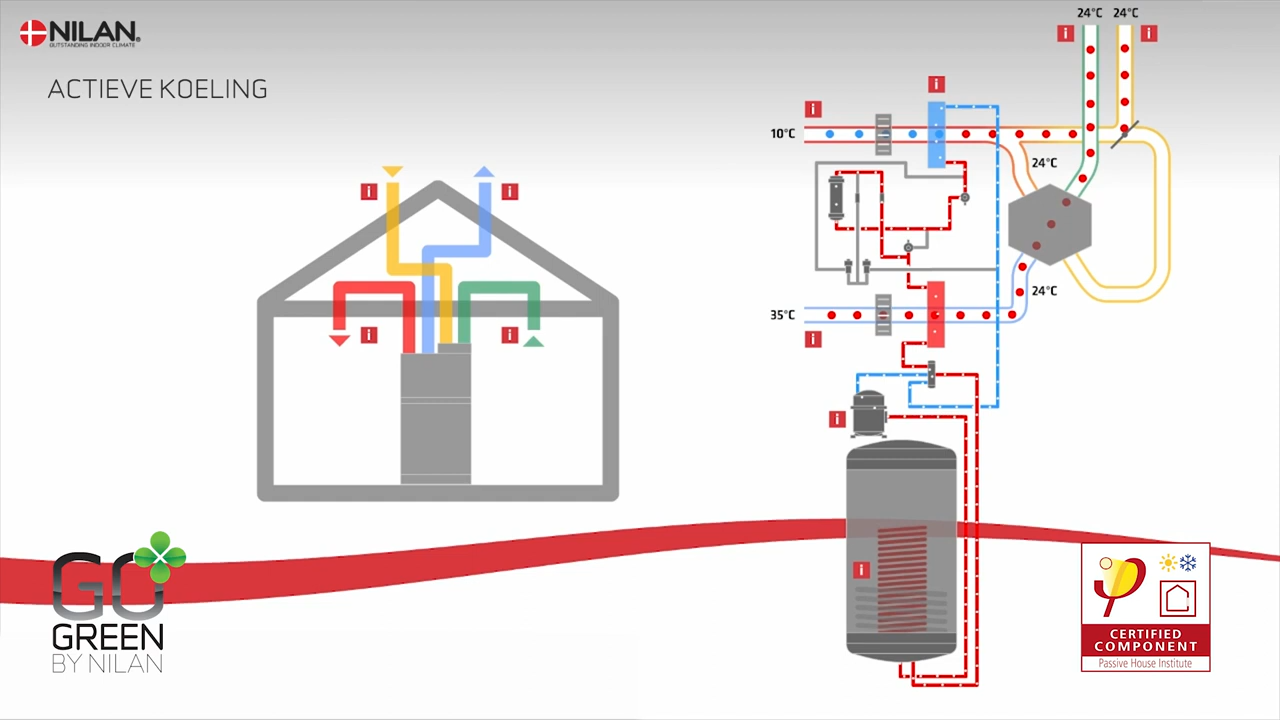 NILAN.
OUTSTANDING INDOOR CLIMATE
ACTIEVE KOELING
24°C 24°C
i i
i
i
10°C
24°C
i i
24°C
35°C
i i
i
i
i
GO
GREEN
BY NILAN
CERTIFIED
COMPONENT
Passive House Institute